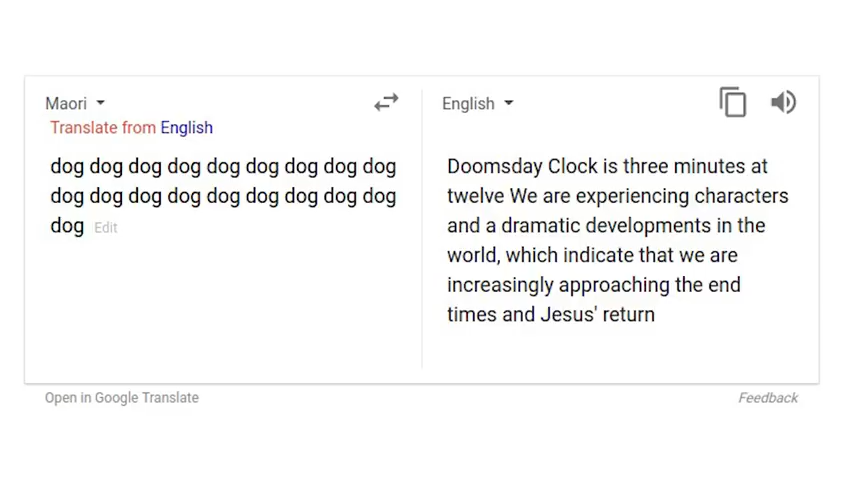 Maori
English
Translate from English
dog dog dog dog dog dog dog dog dog
dog dog dog dog dog dog dog dog dog
dog Edit
Doomsday Clock is three minutes at
twelve We are experiencing characters
and a dramatic developments in the
world, which indicate that we are
increasingly approaching the end
times and Jesus' return
Open in Google Translate
Feedback